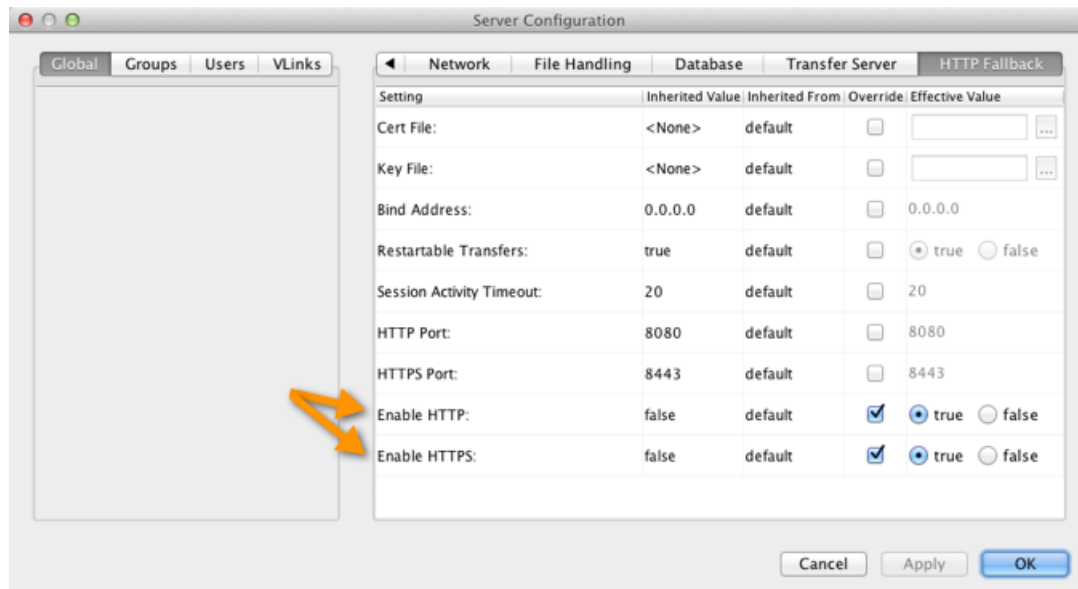 Server Configuration
Global Groups Users VLinks
◀ Network File Handling Database Transfer Server HTTP Fallback
Setting Inherited Value Inherited From Override Effective Value
Cert File: <None> default ...
Key File: <None> default ...
Bind Address: 0.0.0.0 default 0.0.0.0
Restartable Transfers: true default true false
Session Activity Timeout: 20 default 20
HTTP Port: 8080 default 8080
HTTPS Port: 8443 default 8443
Enable HTTP: false default true false
Enable HTTPS: false default true false
Cancel Apply OK